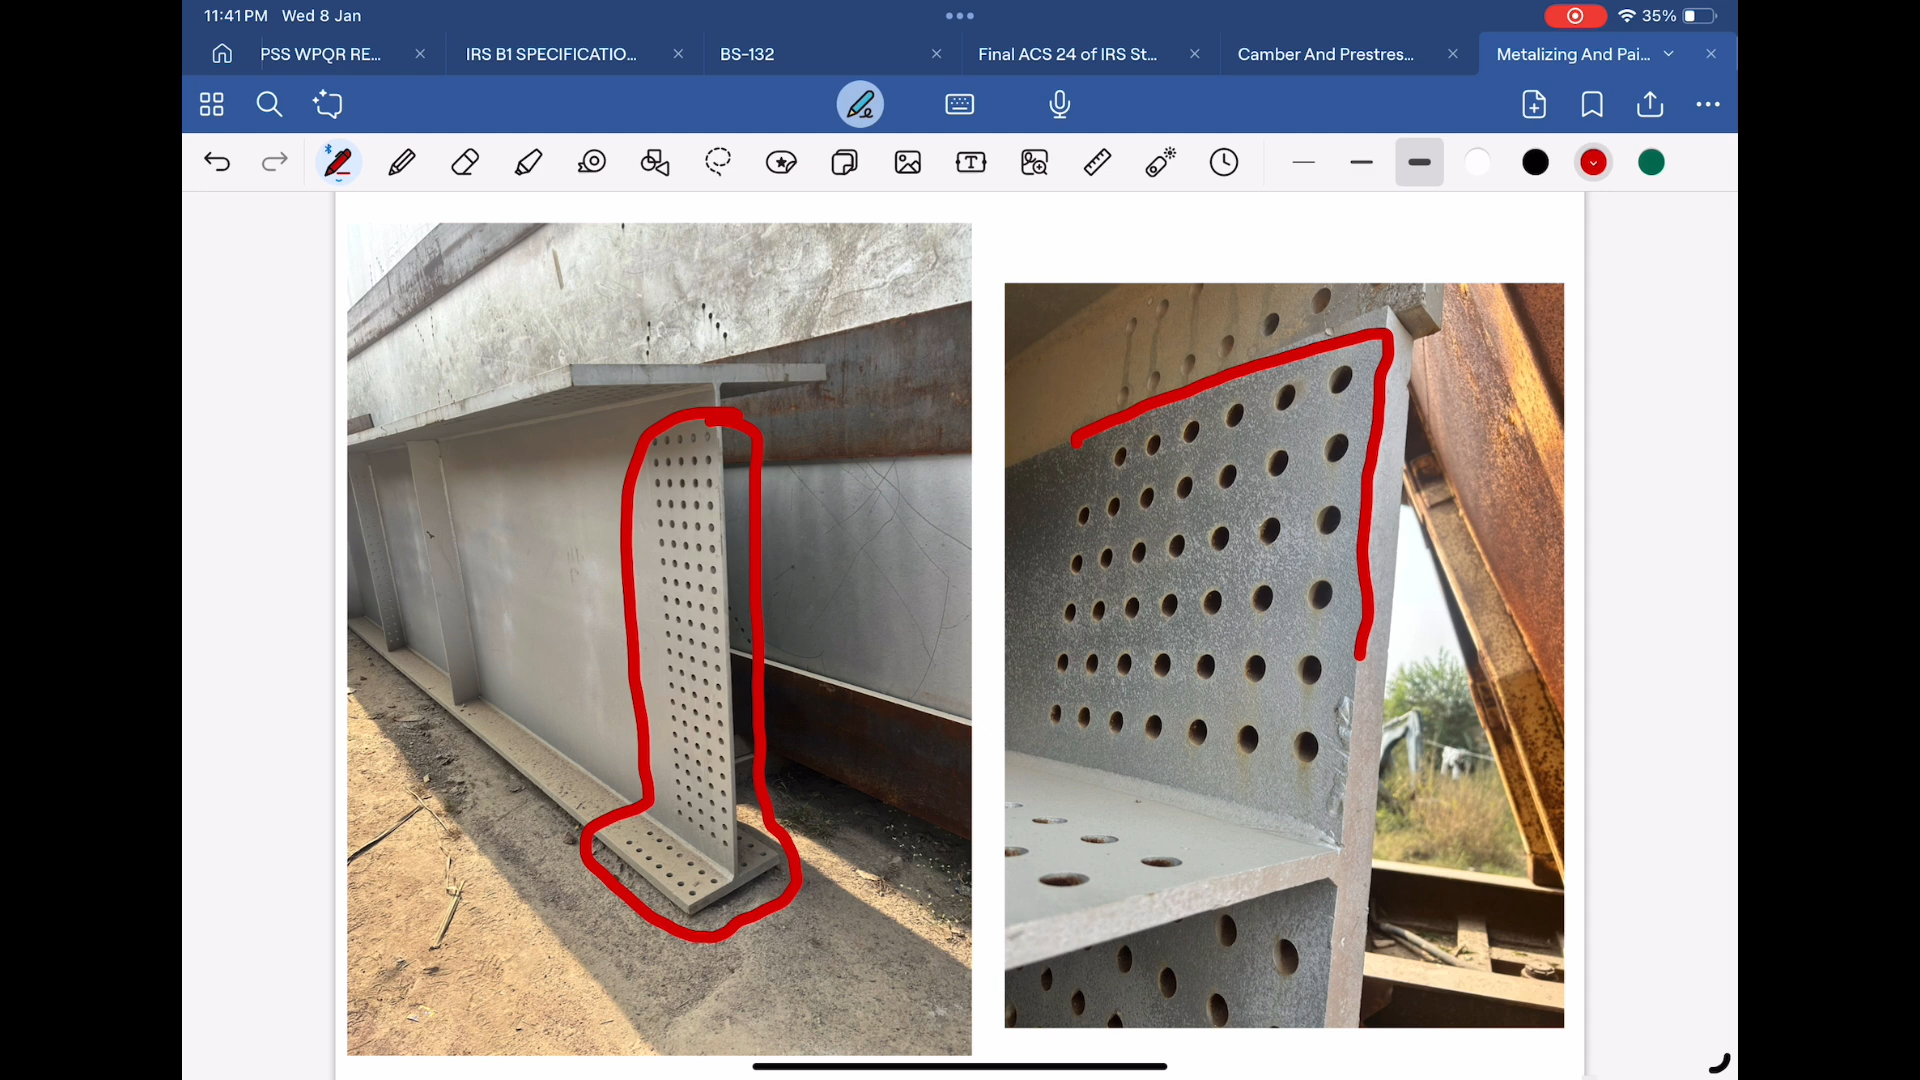 11:41 PM Wed 8 Jan
35%
PSS WPQR RE...
IRS B1 SPECIFICATIO...
BS-132
Final ACS 24 of IRS St...
Camber And Prestres...
Metalizing And Pai...